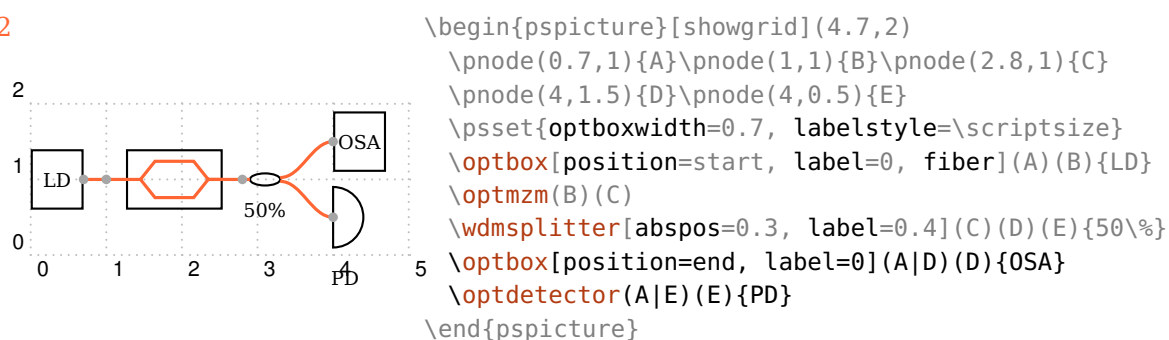 2
2
1
0
0 1 2 3 4 5
LD
50%
OSA
PD
\begin{pspicture}[showgrid](4.7,2)
\pnode(0.7,1){A}\pnode(1,1){B}\pnode(2.8,1){C}
\pnode(4,1.5){D}\pnode(4,0.5){E}
\psset{optboxwidth=0.7, labelstyle=\scriptsize}
\optbox[position=start, label=0, fiber](A)(B){LD}
\optmzm(B)(C)
\wdmsplitter[abspos=0.3, label=0.4](C)(D)(E){50\%}
\optbox[position=end, label=0](A|D)(D){OSA}
\optdetector(A|E)(E){PD}
\end{pspicture}